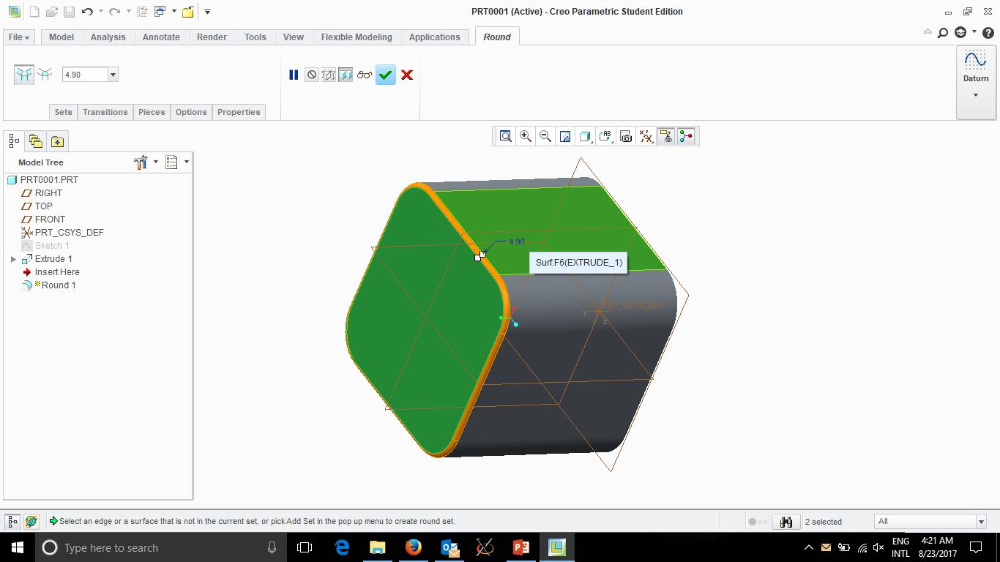 PRT0001 (Active) - Creo Parametric Student Edition
File Model Analysis Annotate Render Tools View Flexible Modeling Applications Round
4.90
Datum
Sets Transitions Pieces Options Properties
Model Tree
PRT0001.PRT
RIGHT
TOP
FRONT
PRT_CSYS_DEF
Sketch 1
Extrude 1
Insert Here
Round 1
4.90
Surf:F6(EXTRUDE_1)
PRT_CSYS_DEF
y
z
Select an edge or a surface that is not in the current set, or pick Add Set in the pop up menu to create round set.
2 selected
All
Type here to search
ENG
INTL
4:21 AM
8/23/2017